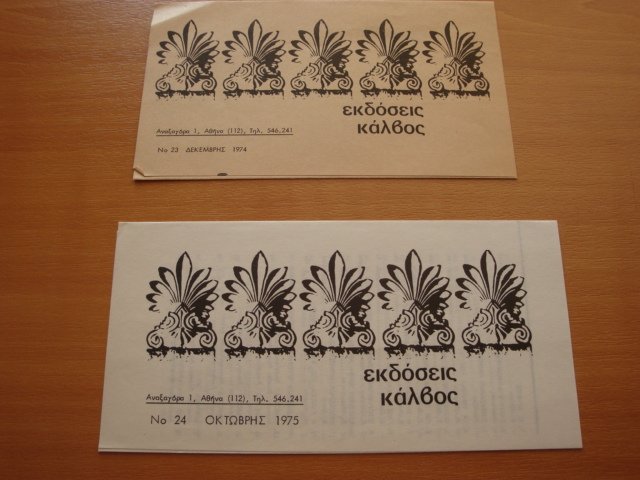 εκδόσεις
κάλβος
Αναξαγόρα 1, Αθήνα (112), Τηλ. 546.241
Νο 23 ΔΕΚΕΜΒΡΗΣ 1974
εκδόσεις
κάλβος
Αναξαγόρα 1, Αθήνα (112), Τηλ. 546.241
Νο 24 ΟΚΤΩΒΡΗΣ 1975